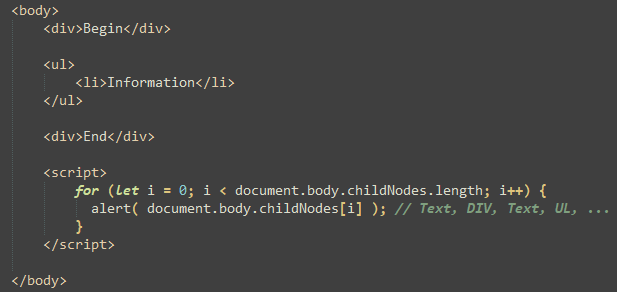 <body>
<div>Begin</div>
<ul>
<li>Information</li>
</ul>
<div>End</div>
<script>
for (let i = 0; i < document.body.childNodes.length; i++) {
alert( document.body.childNodes[i] ); // Text, DIV, Text, UL, ...
}
</script>
</body>